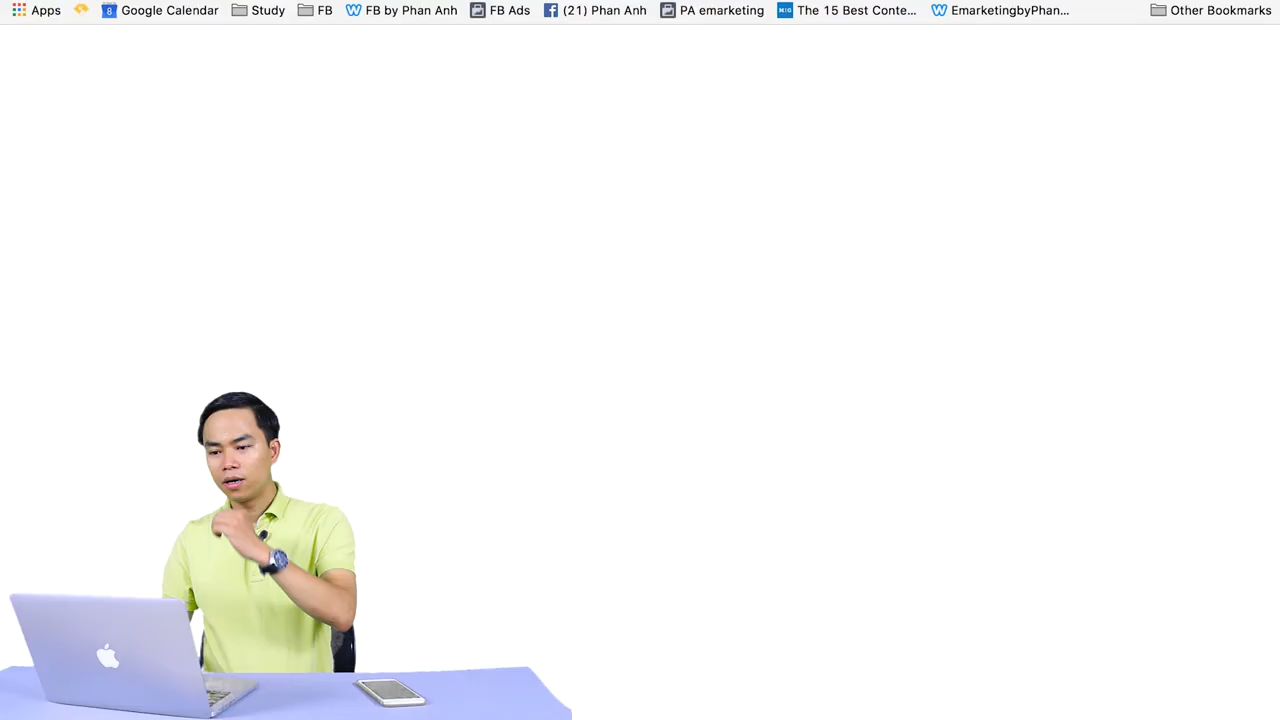 Apps 8 Google Calendar Study FB FB by Phan Anh FB Ads (21) Phan Anh PA emarketing The 15 Best Conte... EmarketingbyPhan... Other Bookmarks